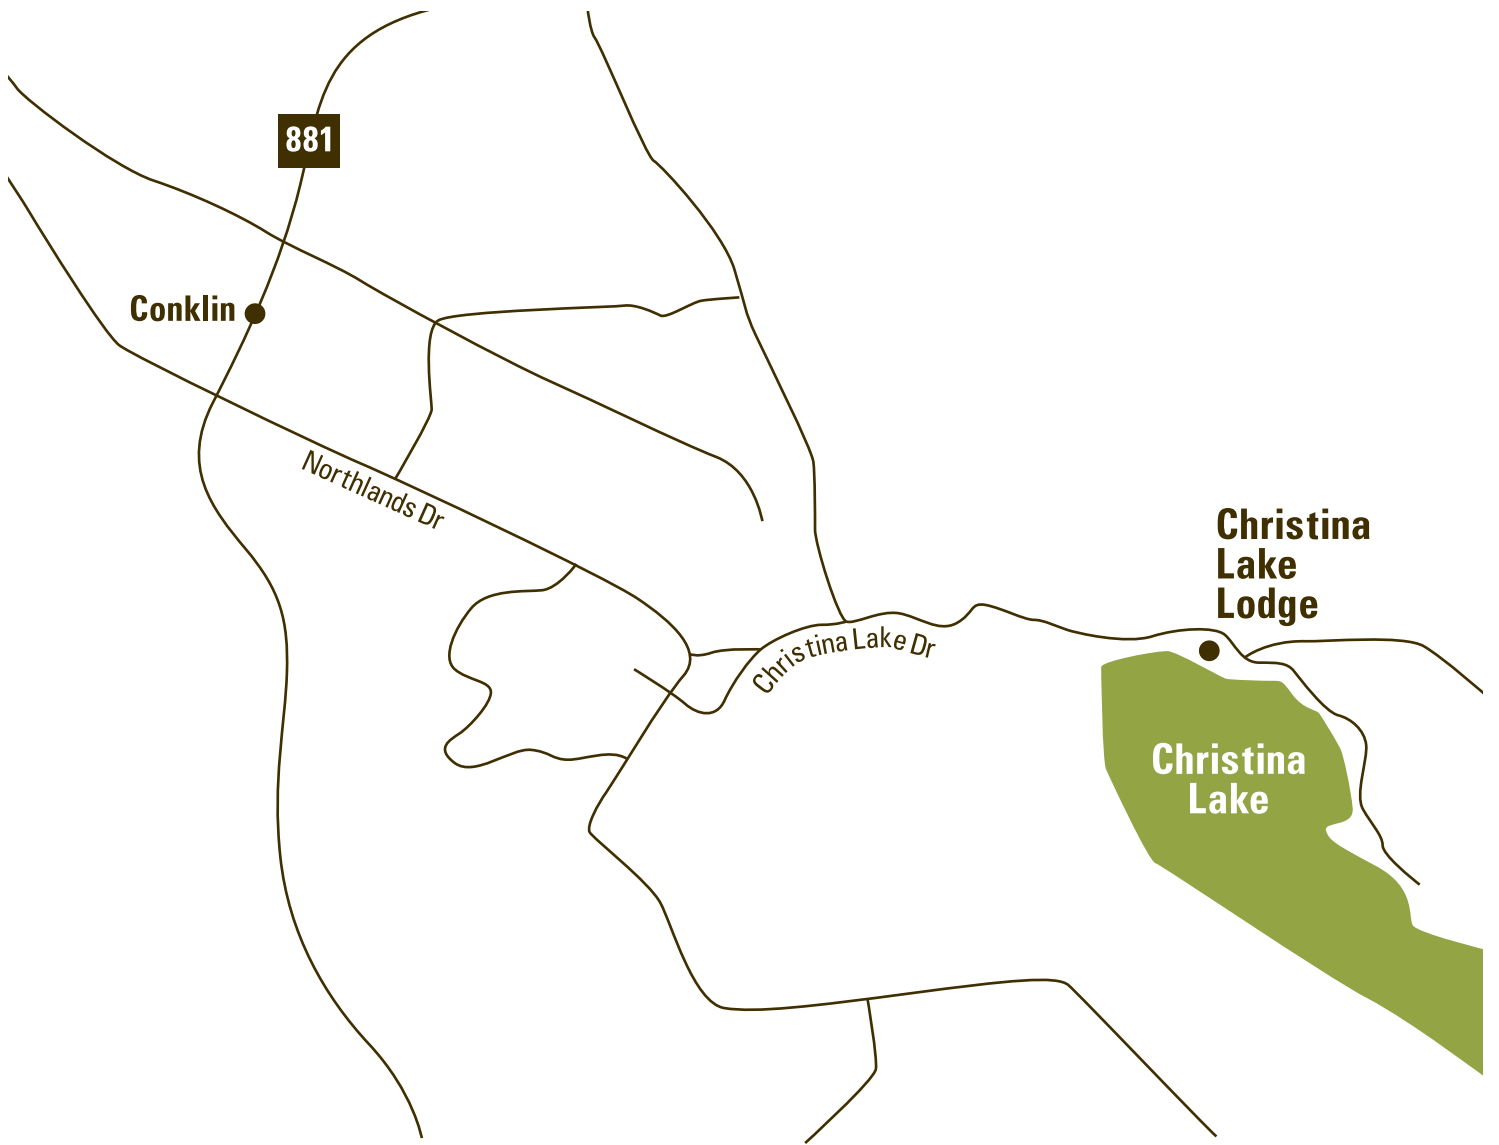 881
Conklin
Northlands Dr
Christina
Lake
Lodge
Christina Lake Dr
Christina
Lake